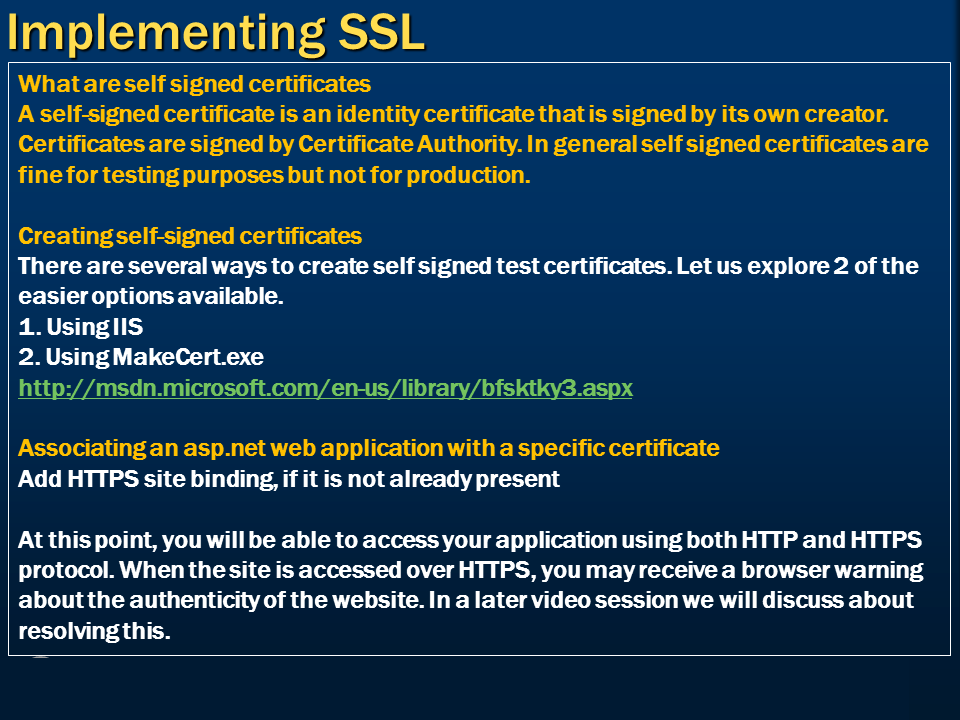 Implementing SSL
What are self signed certificates
A self-signed certificate is an identity certificate that is signed by its own creator.
Certificates are signed by Certificate Authority. In general self signed certificates are
fine for testing purposes but not for production.
Creating self-signed certificates
There are several ways to create self signed test certificates. Let us explore 2 of the
easier options available.
1. Using IIS
2. Using MakeCert.exe
http://msdn.microsoft.com/en-us/library/bfsktky3.aspx
Associating an asp.net web application with a specific certificate
Add HTTPS site binding, if it is not already present
At this point, you will be able to access your application using both HTTP and HTTPS
protocol. When the site is accessed over HTTPS, you may receive a browser warning
about the authenticity of the website. In a later video session we will discuss about
resolving this.